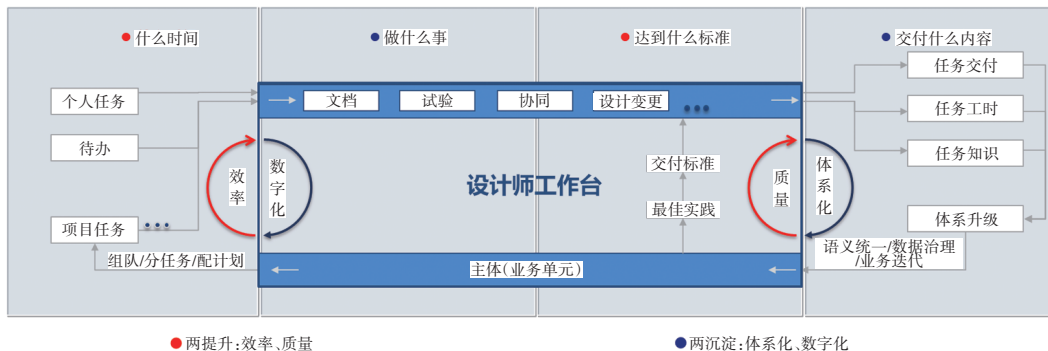 什么时间
做什么事
达到什么标准
交付什么内容
个人任务
待办
项目任务
组队/分任务/配计划
文档
试验
协同
设计变更
效率
数字化
设计师工作台
交付标准
最佳实践
质量
体系化
主体(业务单元)
任务交付
任务工时
任务知识
体系升级
语义统一/数据治理
/业务迭代
两提升:效率、质量
两沉淀:体系化、数字化